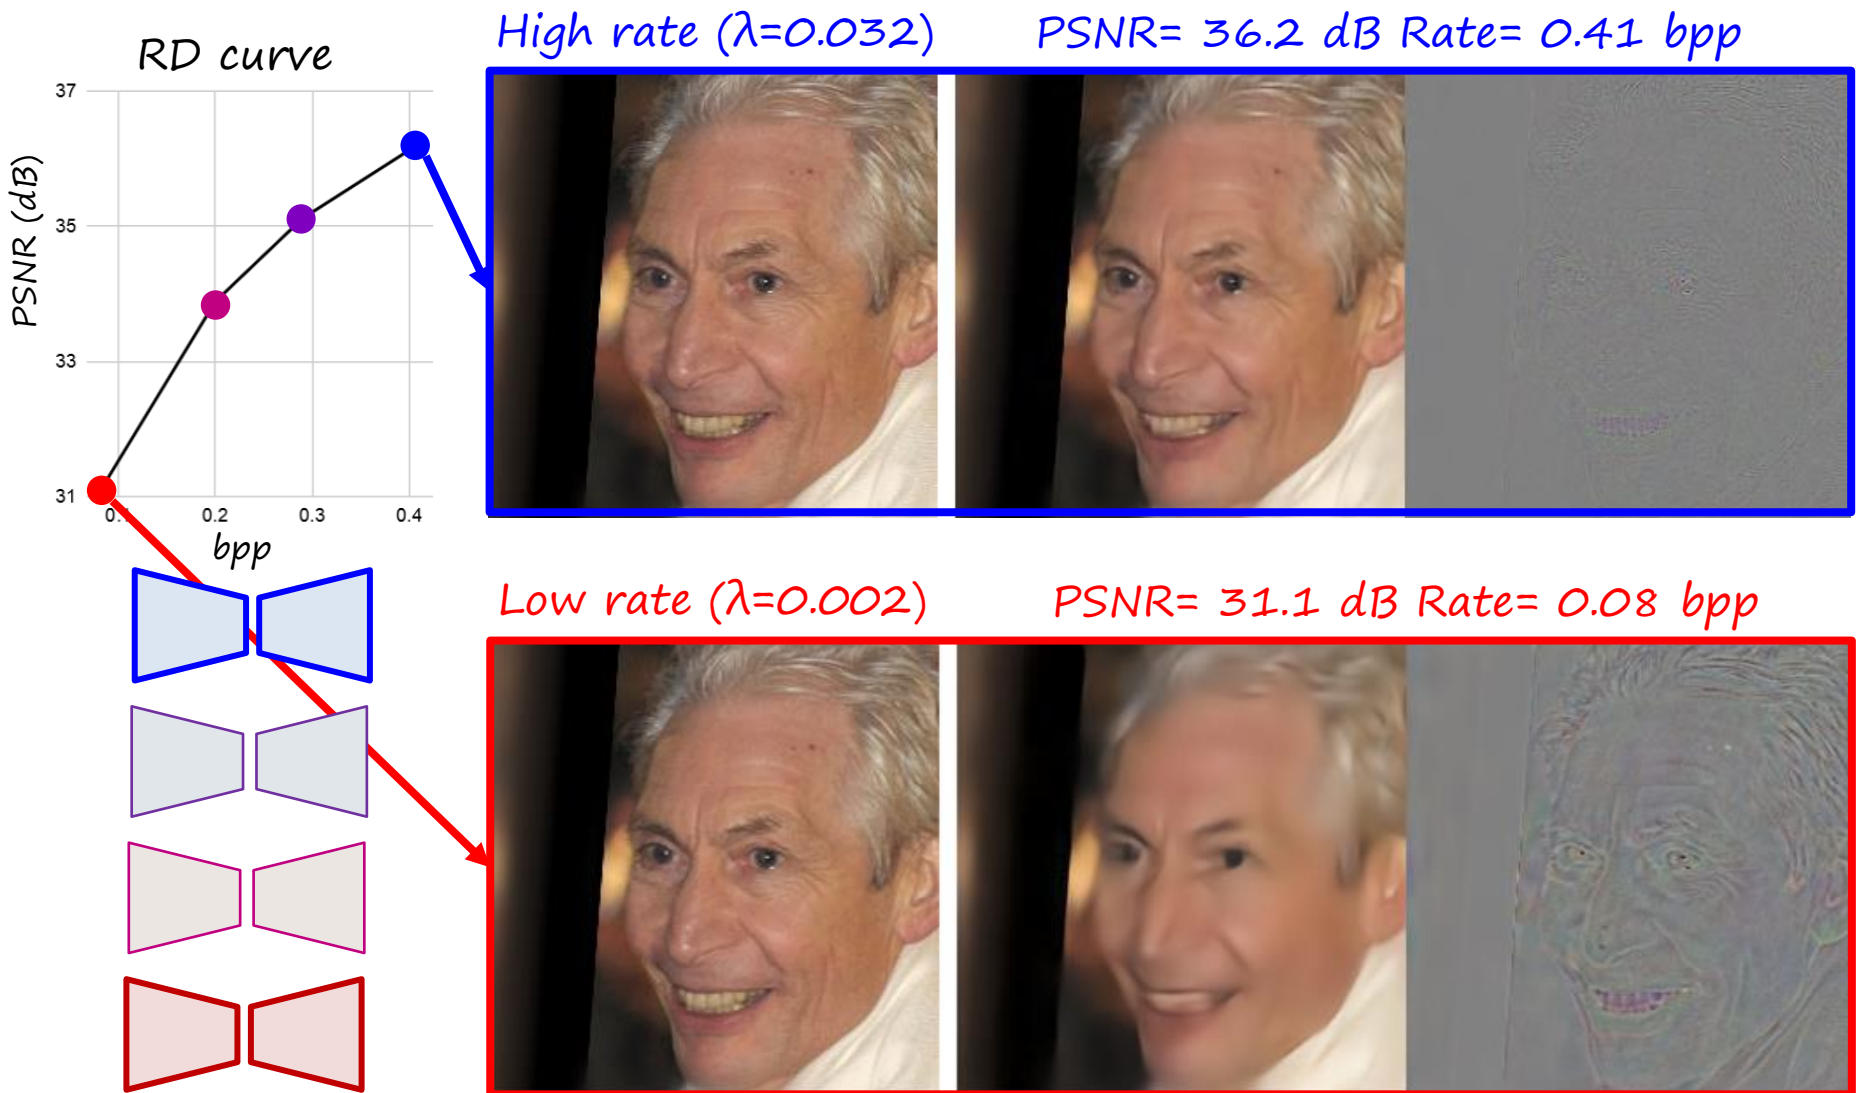 High rate (λ=0.032)
PSNR= 36.2 dB Rate= 0.41 bpp
RD curve
37
35
33
31
PSNR (dB)
0.1
0.2
0.3
0.4
bpp
Low rate (λ=0.002)
PSNR= 31.1 dB Rate= 0.08 bpp